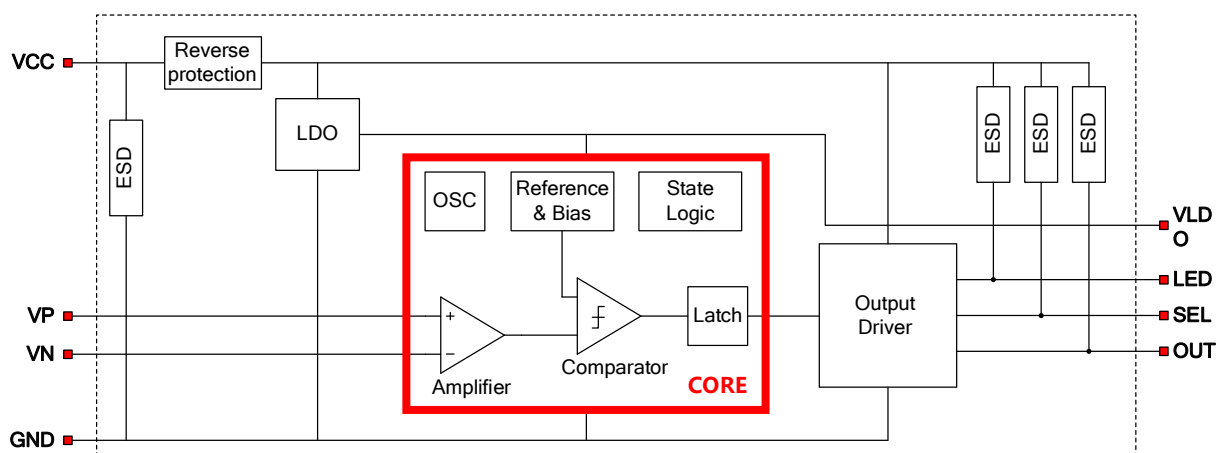 VCC
Reverse
protection
LDO
ESD
ESD
ESD
ESD
OSC
Reference
& Bias
State
Logic
VLD
O
LED
SEL
OUT
Output
Driver
VP
VN
+
−
Amplifier
Comparator
Latch
CORE
GND